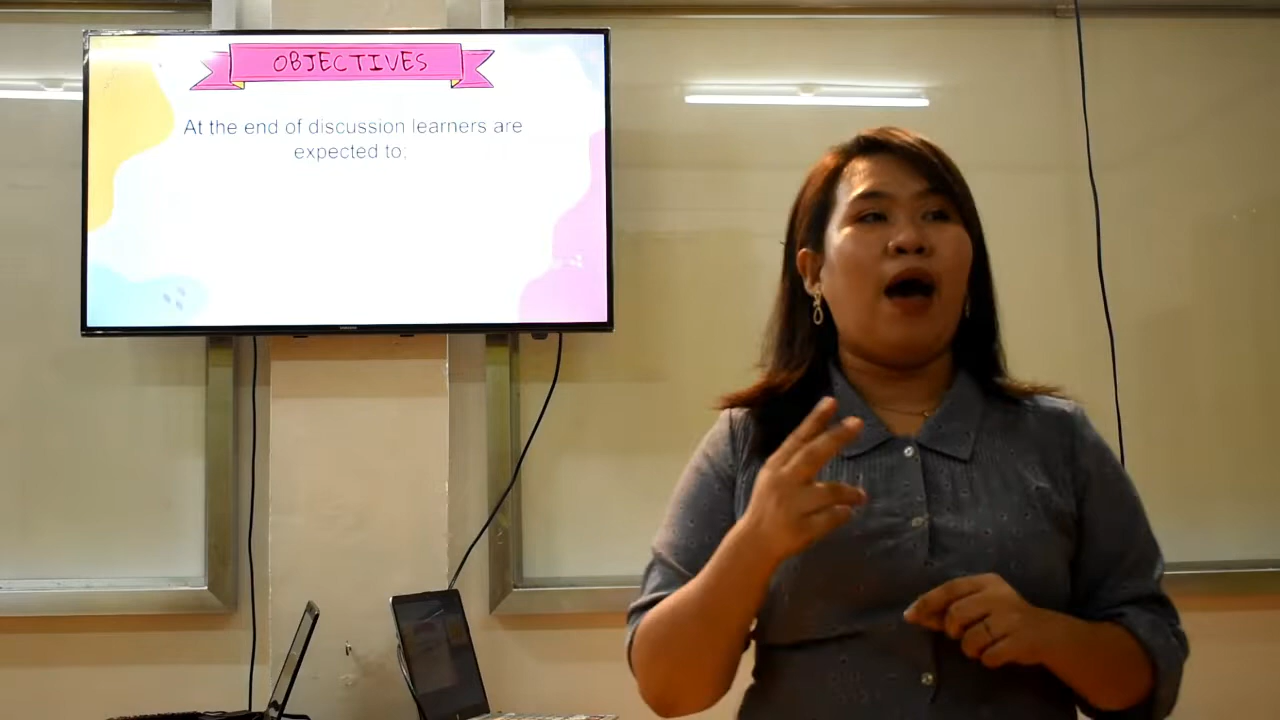 OBJECTIVES
At the end of discussion learners are
expected to;